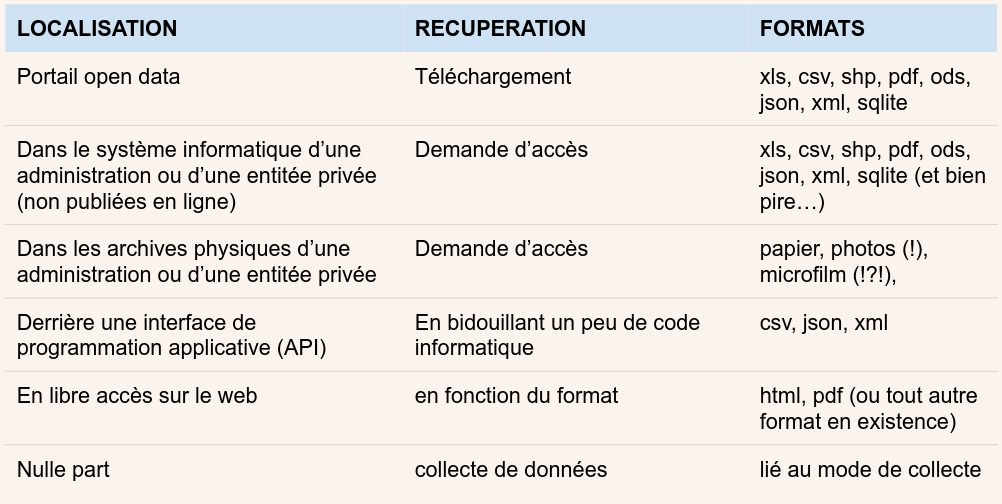 LOCALISATION RECUPERATION FORMATS
Portail open data Téléchargement xls, csv, shp, pdf, ods,
json, xml, sqlite
Dans le système informatique d’une Demande d’accès xls, csv, shp, pdf, ods,
administration ou d’une entitée privée json, xml, sqlite (et bien
(non publiées en ligne) pire…)
Dans les archives physiques d’une Demande d’accès papier, photos (!),
administration ou d’une entitée privée microfilm (!?!),
Derrière une interface de En bidouillant un peu de code csv, json, xml
programmation applicative (API) informatique
En libre accès sur le web en fonction du format html, pdf (ou tout autre
format en existence)
Nulle part collecte de données lié au mode de collecte